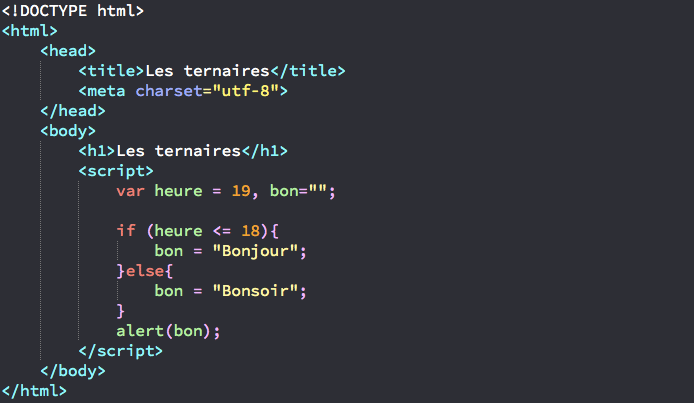 <!DOCTYPE html>
<html>
    <head>
        <title>Les ternaires</title>
        <meta charset="utf-8">
    </head>
    <body>
        <h1>Les ternaires</h1>
        <script>
            var heure = 19, bon="";

            if (heure <= 18){
                bon = "Bonjour";
            }else{
                bon = "Bonsoir";
            }
            alert(bon);
        </script>
    </body>
</html>